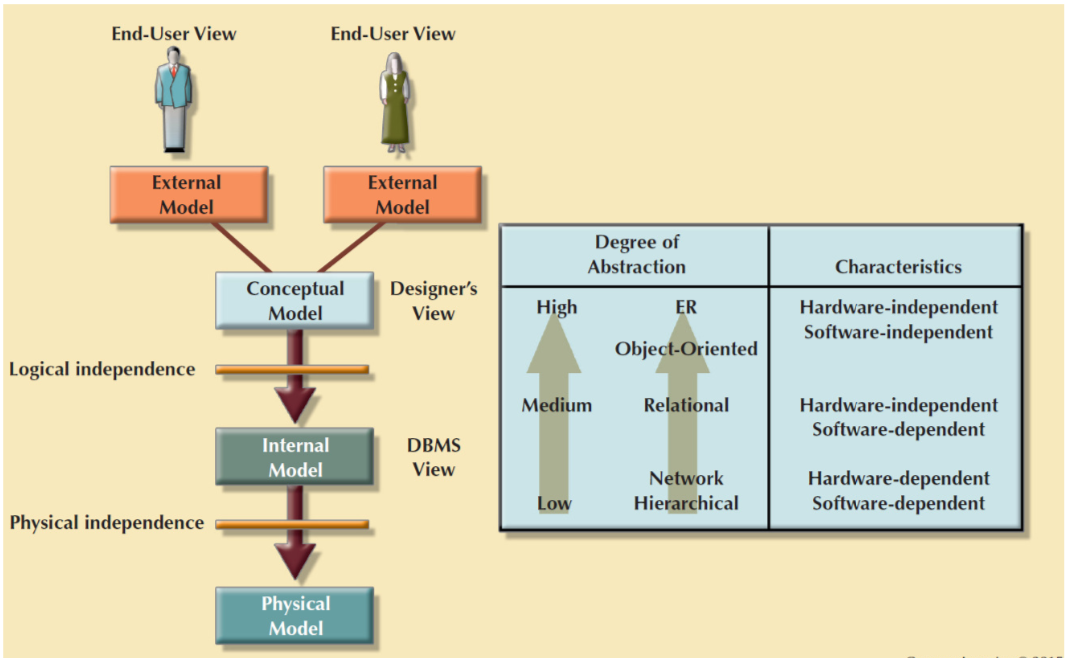 End-User View
End-User View
External
Model
External
Model
Conceptual
Model
Designer's
View
Logical independence
Internal
Model
DBMS
View
Physical independence
Physical
Model
Degree of
Abstraction
Characteristics
High
ER
Hardware-independent
Software-independent
Object-Oriented
Medium
Relational
Hardware-independent
Software-dependent
Network
Hardware-dependent
Low
Hierarchical
Software-dependent